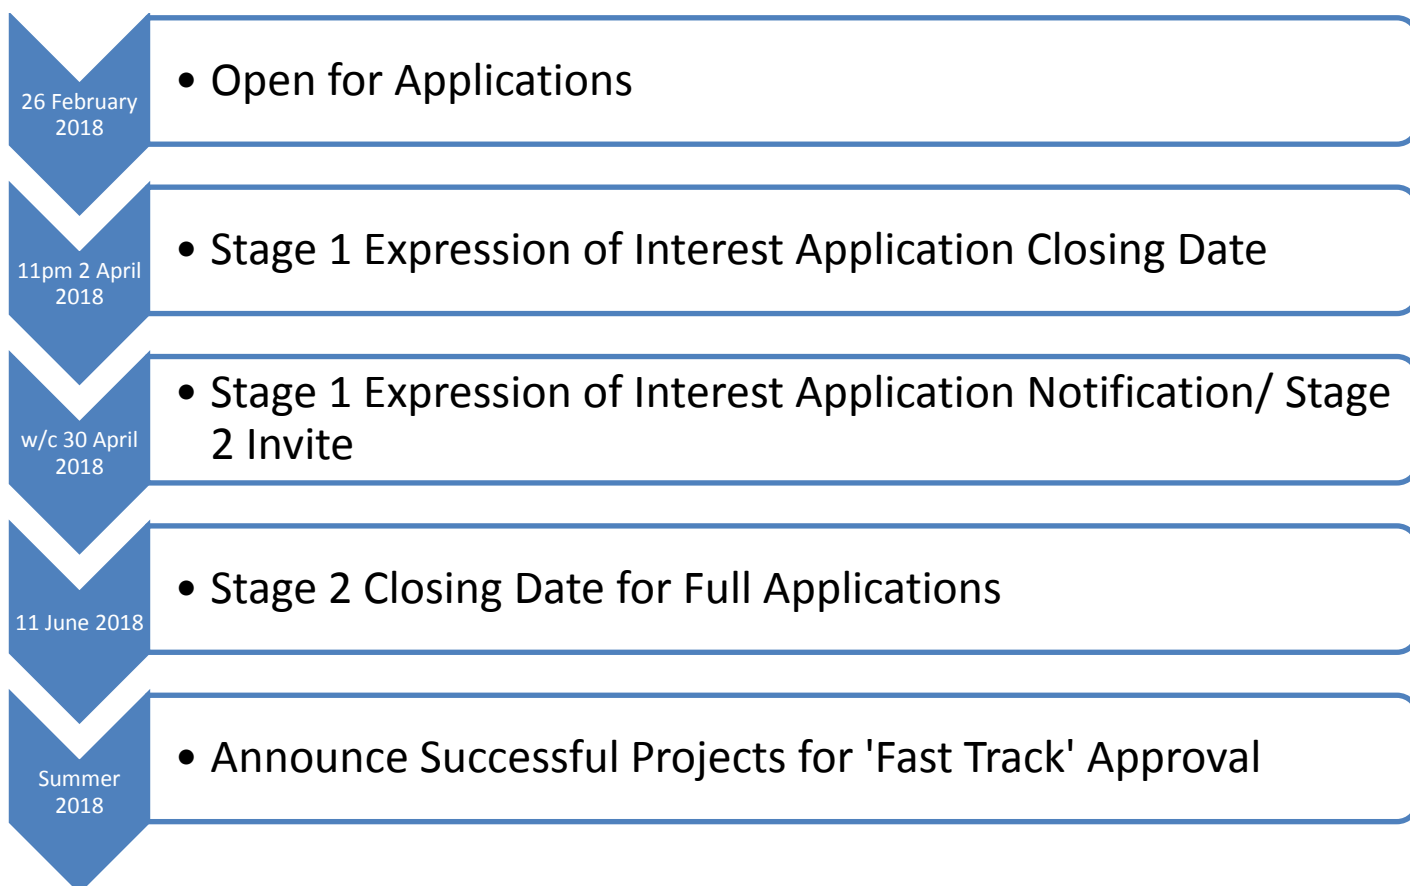 26 February
2018
• Open for Applications
11pm 2 April
2018
• Stage 1 Expression of Interest Application Closing Date
w/c 30 April
2018
• Stage 1 Expression of Interest Application Notification/ Stage
2 Invite
11 June 2018
• Stage 2 Closing Date for Full Applications
Summer
2018
• Announce Successful Projects for 'Fast Track' Approval